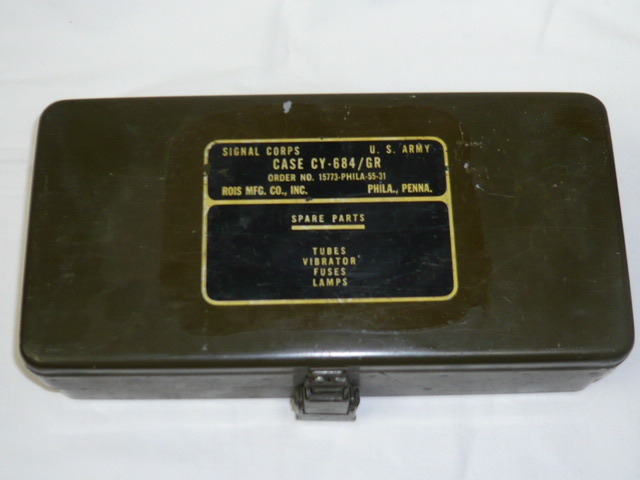 SIGNAL CORPS U. S. ARMY
CASE CY-684/GR
ORDER NO. 15773-PHILA-55-31
ROIS MFG. CO., INC. PHILA., PENNA.
SPARE PARTS
TUBES
VIBRATOR
FUSES
LAMPS